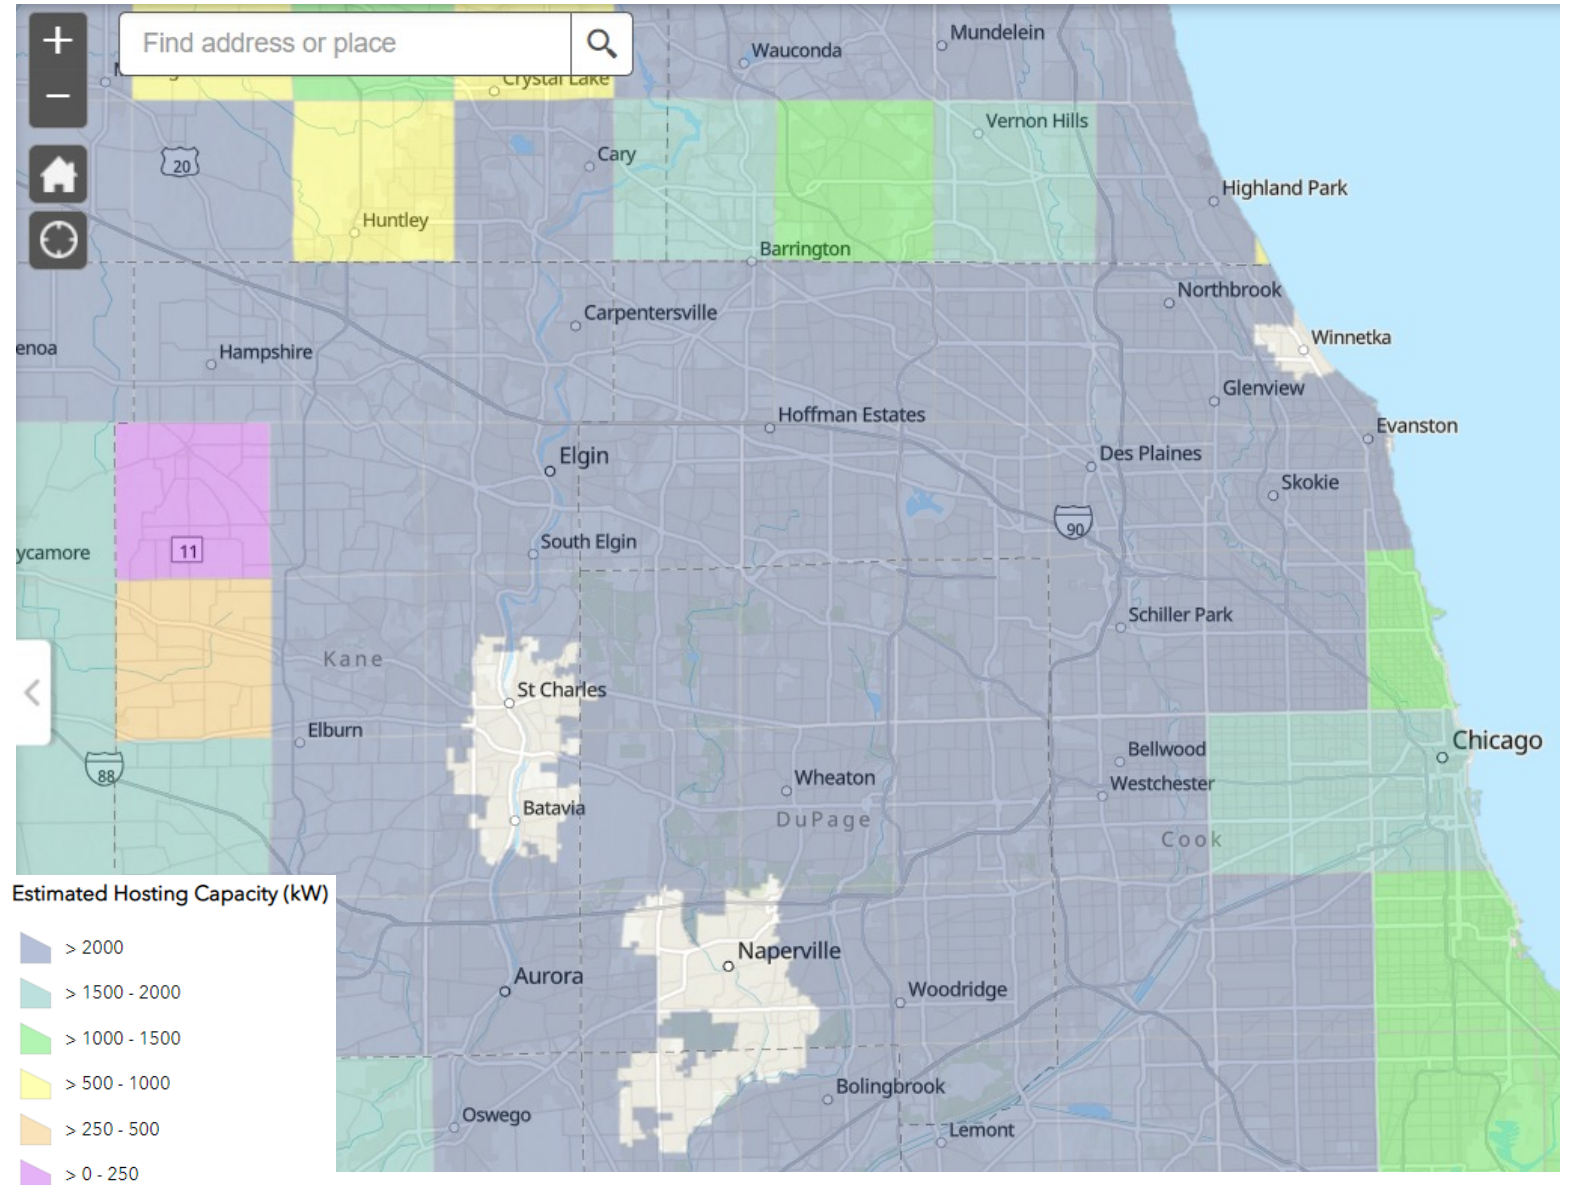 +
Find address or place
−
Mundelein
Wauconda
Crystal Lake
Vernon Hills
20
Cary
Highland Park
Huntley
Barrington
Northbrook
Carpentersville
Winnetka
enoa
Hampshire
Glenview
Hoffman Estates
Evanston
Elgin
Des Plaines
Skokie
90
South Elgin
ycamore
11
Schiller Park
Kane
St Charles
Elburn
Chicago
Bellwood
88
Wheaton
Westchester
Batavia
DuPage
Cook
Estimated Hosting Capacity (kW)
> 2000
> 1500 - 2000
> 1000 - 1500
> 500 - 1000
> 250 - 500
> 0 - 250
Naperville
Aurora
Woodridge
Bolingbrook
Oswego
Lemont